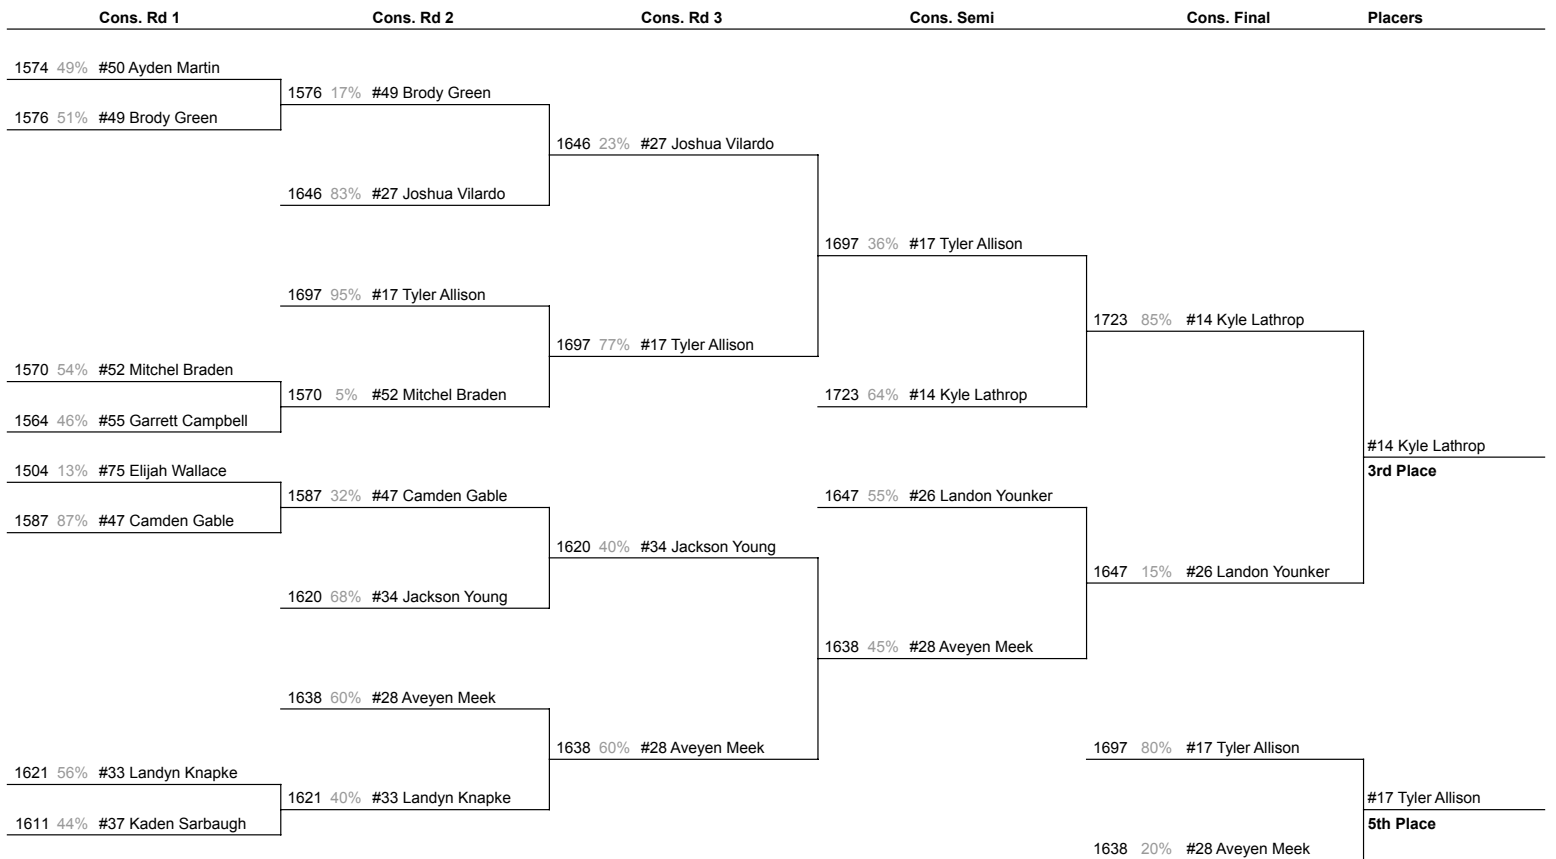 Cons. Rd 1 Cons. Rd 2 Cons. Rd 3 Cons. Semi Cons. Final Placers
1574 49% #50 Ayden Martin
1576 17% #49 Brody Green
1576 51% #49 Brody Green
1646 23% #27 Joshua Vilardo
1646 83% #27 Joshua Vilardo
1697 36% #17 Tyler Allison
1697 95% #17 Tyler Allison
1723 85% #14 Kyle Lathrop
1697 77% #17 Tyler Allison
1570 54% #52 Mitchel Braden
1570 5% #52 Mitchel Braden
1723 64% #14 Kyle Lathrop
1564 46% #55 Garrett Campbell
#14 Kyle Lathrop
1504 13% #75 Elijah Wallace
3rd Place
1587 32% #47 Camden Gable
1647 55% #26 Landon Younker
1587 87% #47 Camden Gable
1620 40% #34 Jackson Young
1647 15% #26 Landon Younker
1620 68% #34 Jackson Young
1638 45% #28 Aveyen Meek
1638 60% #28 Aveyen Meek
1638 60% #28 Aveyen Meek
1697 80% #17 Tyler Allison
1621 56% #33 Landyn Knapke
1621 40% #33 Landyn Knapke
#17 Tyler Allison
1611 44% #37 Kaden Sarbaugh
5th Place
1638 20% #28 Aveyen Meek